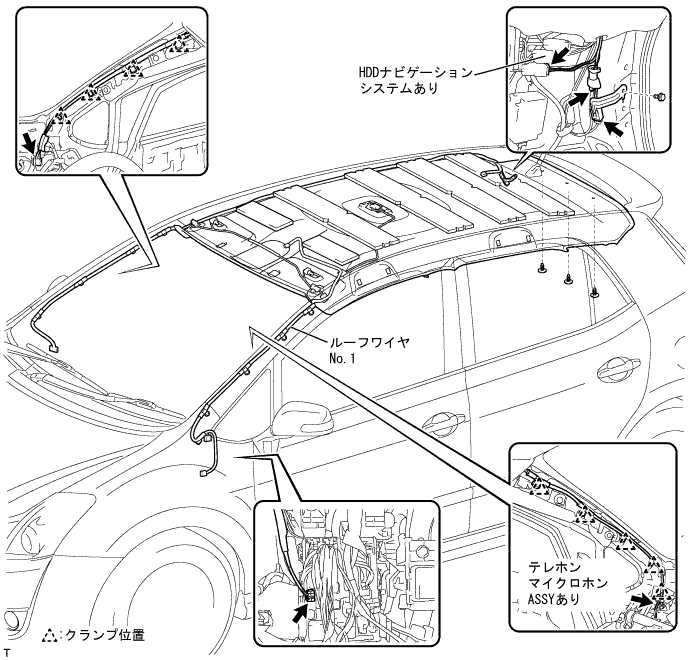 HDDナビゲーション
システムあり
ルーフワイヤ
No.1
テレホン
マイクロホン
ASSYあり
:クランプ位置
T